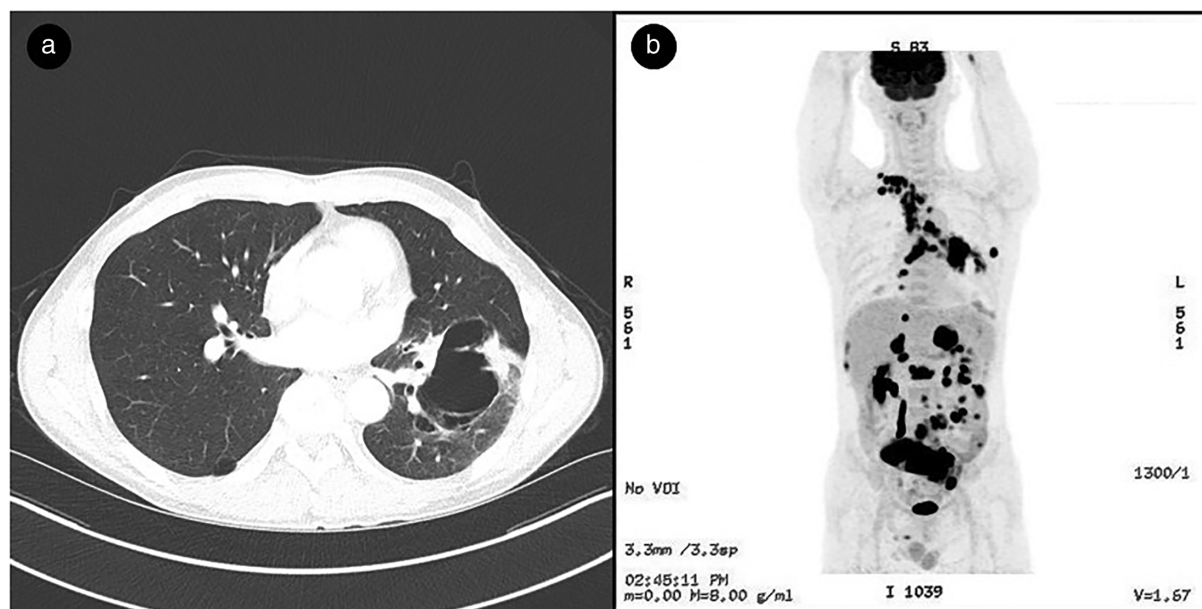 a
b
S 83
R
L
5
6
1
5
6
1
No VOI
1300/1
3.3mm /3.3sp
02:45:11 PM
m=0.00 M=8.00 g/ml
I 1039
V=1.67